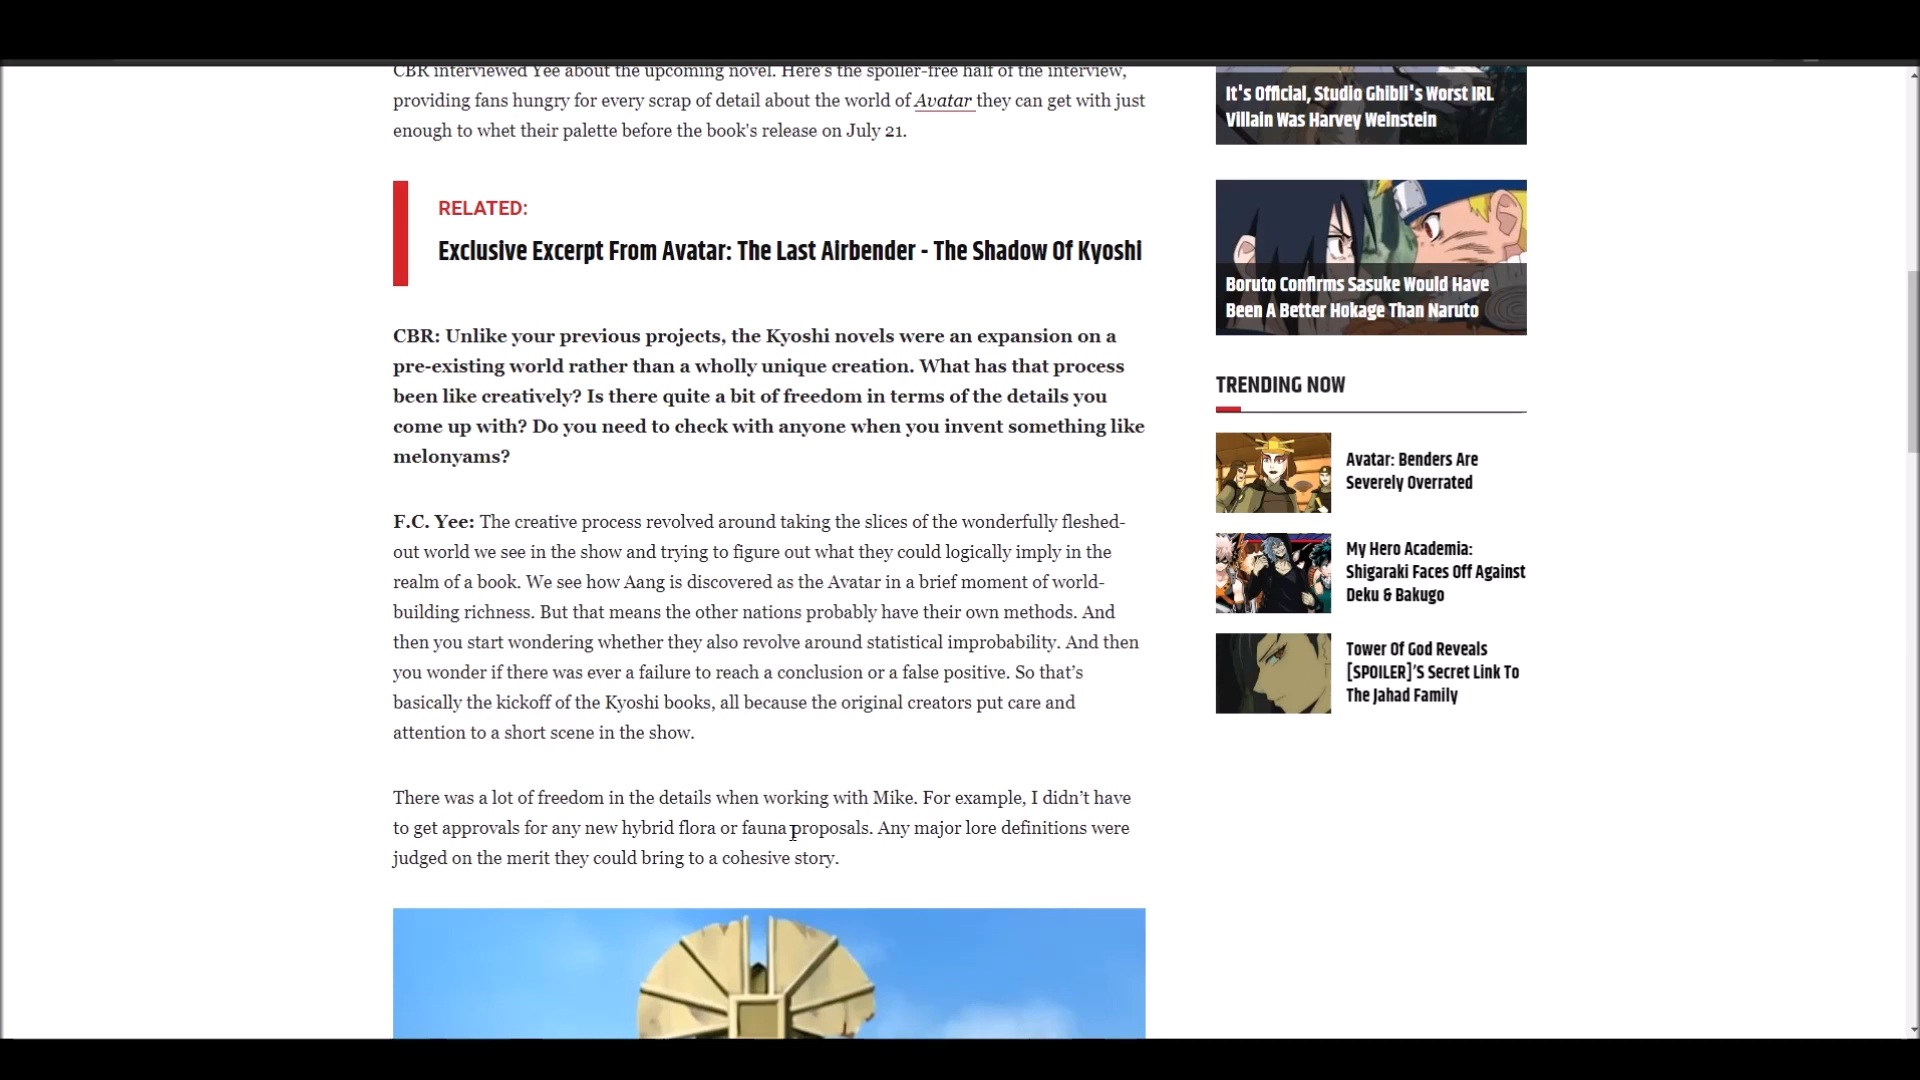 CBR interviewed Yee about the upcoming novel. Here's the spoiler-free half of the interview,
providing fans hungry for every scrap of detail about the world of Avatar they can get with just
enough to whet their palette before the book's release on July 21.
RELATED:
Exclusive Excerpt From Avatar: The Last Airbender - The Shadow Of Kyoshi
CBR: Unlike your previous projects, the Kyoshi novels were an expansion on a
pre-existing world rather than a wholly unique creation. What has that process
been like creatively? Is there quite a bit of freedom in terms of the details you
come up with? Do you need to check with anyone when you invent something like
melonyams?
F.C. Yee: The creative process revolved around taking the slices of the wonderfully fleshed-
out world we see in the show and trying to figure out what they could logically imply in the
realm of a book. We see how Aang is discovered as the Avatar in a brief moment of world-
building richness. But that means the other nations probably have their own methods. And
then you start wondering whether they also revolve around statistical improbability. And then
you wonder if there was ever a failure to reach a conclusion or a false positive. So that’s
basically the kickoff of the Kyoshi books, all because the original creators put care and
attention to a short scene in the show.
There was a lot of freedom in the details when working with Mike. For example, I didn’t have
to get approvals for any new hybrid flora or fauna proposals. Any major lore definitions were
judged on the merit they could bring to a cohesive story.
It's Official, Studio Ghibli's Worst IRL
Villain Was Harvey Weinstein
Boruto Confirms Sasuke Would Have
Been A Better Hokage Than Naruto
TRENDING NOW
Avatar: Benders Are
Severely Overrated
My Hero Academia:
Shigaraki Faces Off Against
Deku & Bakugo
Tower Of God Reveals
[SPOILER]’S Secret Link To
The Jahad Family